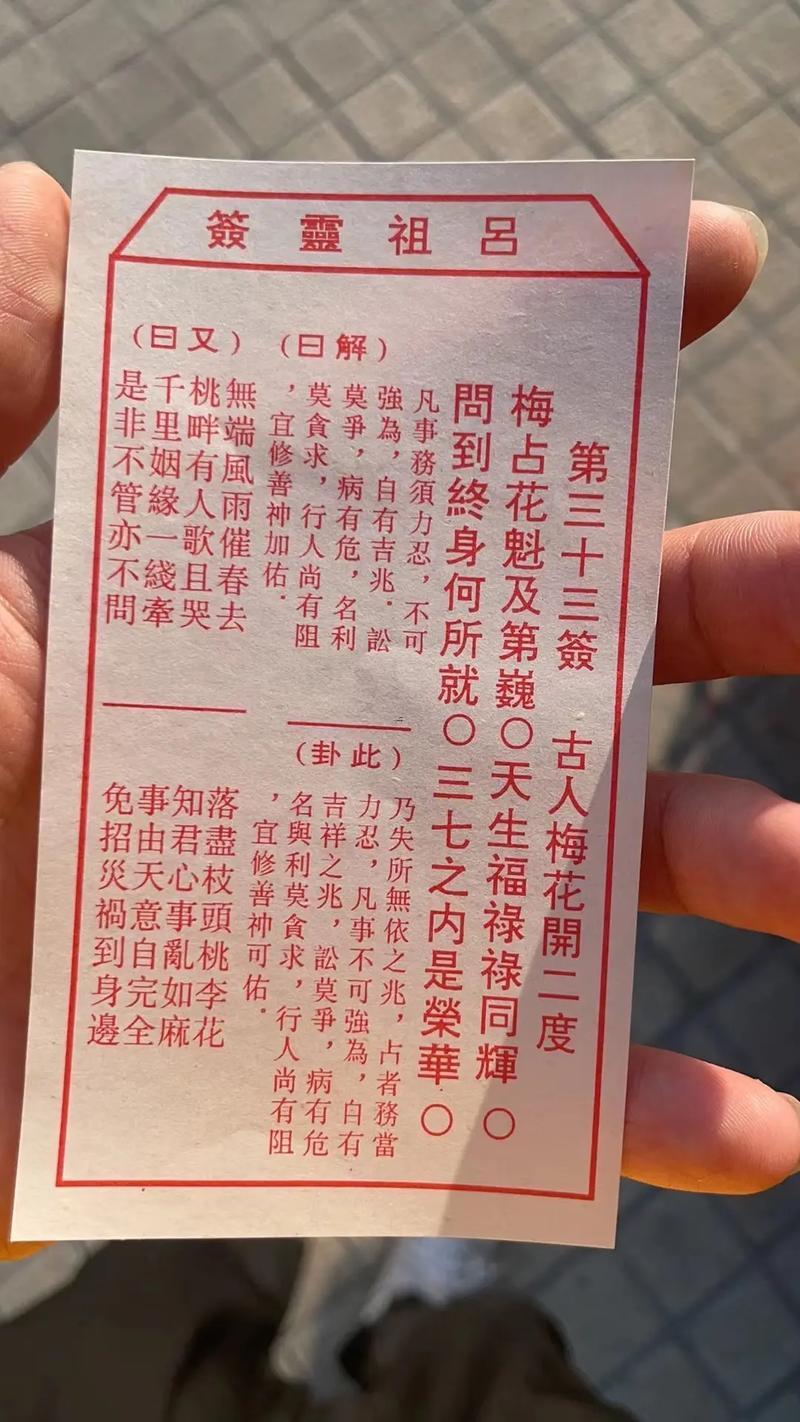 呂祖靈簽
第三十三簽　古人梅花開二度
梅占花魁及第巍○天生福祿祿同輝○
問到終身何所就○三七之内是榮華○
(解曰)
凡事務須力忍，不可
強為，自有吉兆．訟
莫爭，病有危，名利
莫貪求，行人尚有阻
，宜修善神加佑．
(此卦)
乃失所無依之兆，占者務當
力忍，凡事不可強為，自有
吉祥之兆，訟莫爭，病有危
名與利莫貪求，行人尚有阻
，宜修善神可佑．
(又曰)
無端風雨催春去
落盡枝頭桃李花
桃畔有人歌且哭
知君心事亂如麻
千里姻緣一綫牽
事由天意自完全
是非不管亦不問
免招災禍到身邊